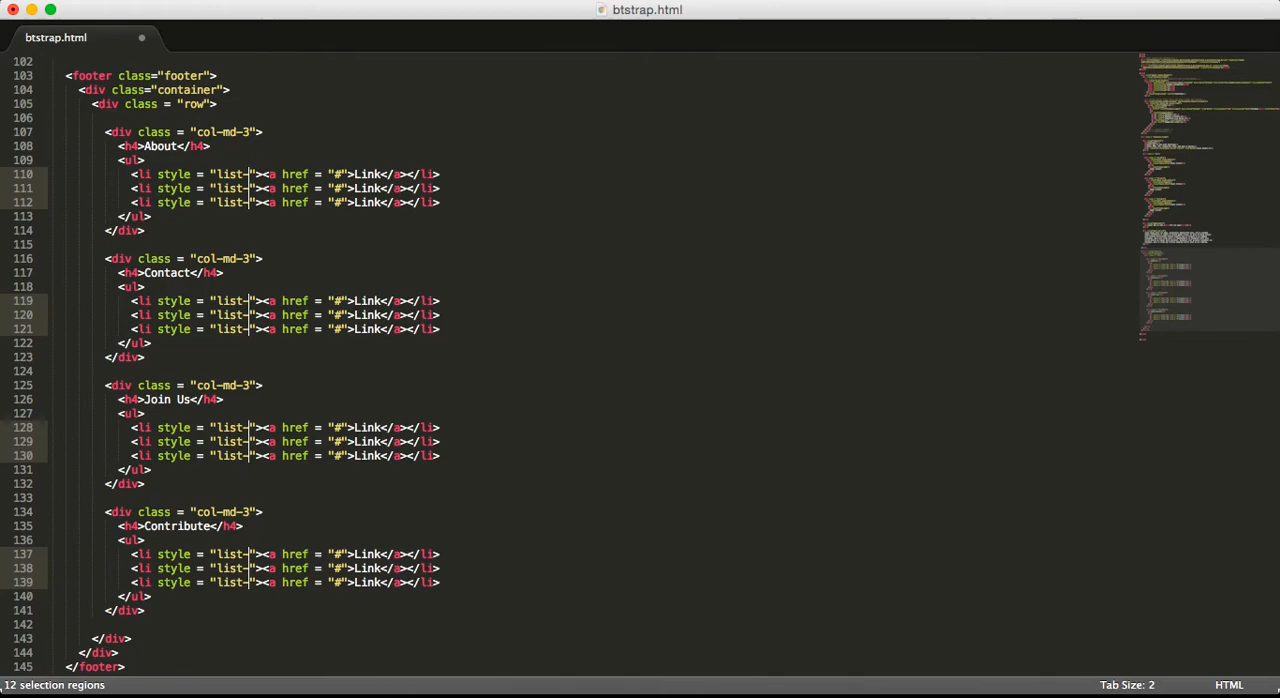 btstrap.html
btstrap.html
102
103 <footer class="footer">
104 <div class="container">
105 <div class = "row">
106
107 <div class = "col-md-3">
108 <h4>About</h4>
109 <ul>
110 <li style = "list-"><a href = "#">Link</a></li>
111 <li style = "list-"><a href = "#">Link</a></li>
112 <li style = "list-"><a href = "#">Link</a></li>
113 </ul>
114 </div>
115
116 <div class = "col-md-3">
117 <h4>Contact</h4>
118 <ul>
119 <li style = "list-"><a href = "#">Link</a></li>
120 <li style = "list-"><a href = "#">Link</a></li>
121 <li style = "list-"><a href = "#">Link</a></li>
122 </ul>
123 </div>
124
125 <div class = "col-md-3">
126 <h4>Join Us</h4>
127 <ul>
128 <li style = "list-"><a href = "#">Link</a></li>
129 <li style = "list-"><a href = "#">Link</a></li>
130 <li style = "list-"><a href = "#">Link</a></li>
131 </ul>
132 </div>
133
134 <div class = "col-md-3">
135 <h4>Contribute</h4>
136 <ul>
137 <li style = "list-"><a href = "#">Link</a></li>
138 <li style = "list-"><a href = "#">Link</a></li>
139 <li style = "list-"><a href = "#">Link</a></li>
140 </ul>
141 </div>
142
143 </div>
144 </div>
145 </footer>
12 selection regions Tab Size: 2 HTML